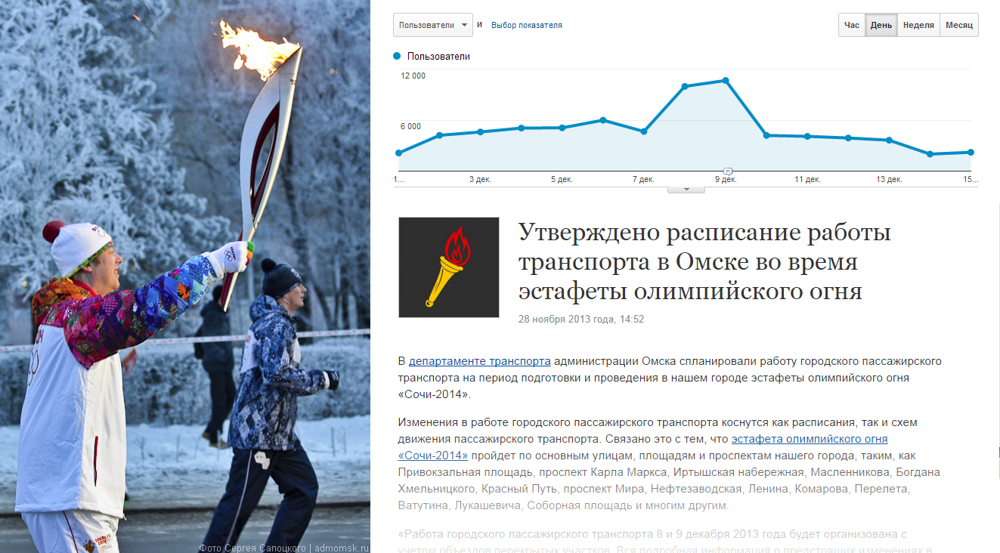 Пользователи и Выбор показателя
Час День Неделя Месяц
Пользователи
12 000
6 000
1... 3 дек. 5 дек. 7 дек. 9 дек. 11 дек. 13 дек. 15...
Утверждено расписание работы
транспорта в Омске во время
эстафеты олимпийского огня
28 ноября 2013 года, 14:52
В департаменте транспорта администрации Омска спланировали работу городского пассажирского
транспорта на период подготовки и проведения в нашем городе эстафеты олимпийского огня
«Сочи-2014».
Изменения в работе городского пассажирского транспорта коснутся как расписания, так и схем
движения пассажирского транспорта. Связано это с тем, что эстафета олимпийского огня
«Сочи-2014» пройдет по основным улицам, площадям и проспектам нашего города, таким, как
Привокзальная площадь, проспект Карла Маркса, Иртышская набережная, Масленникова, Богдана
Хмельницкого, Красный Путь, проспект Мира, Нефтезаводская, Ленина, Комарова, Перелета,
Ватутина, Лукашевича, Соборная площадь и многим другим.
«Работа городского пассажирского транспорта 8 и 9 декабря 2013 года будет организована с
учетом объездов перекрытых участков. Вся подробная информация о предстоящих изменениях в
Фото Сергея Сапоцкого | admomsk.ru